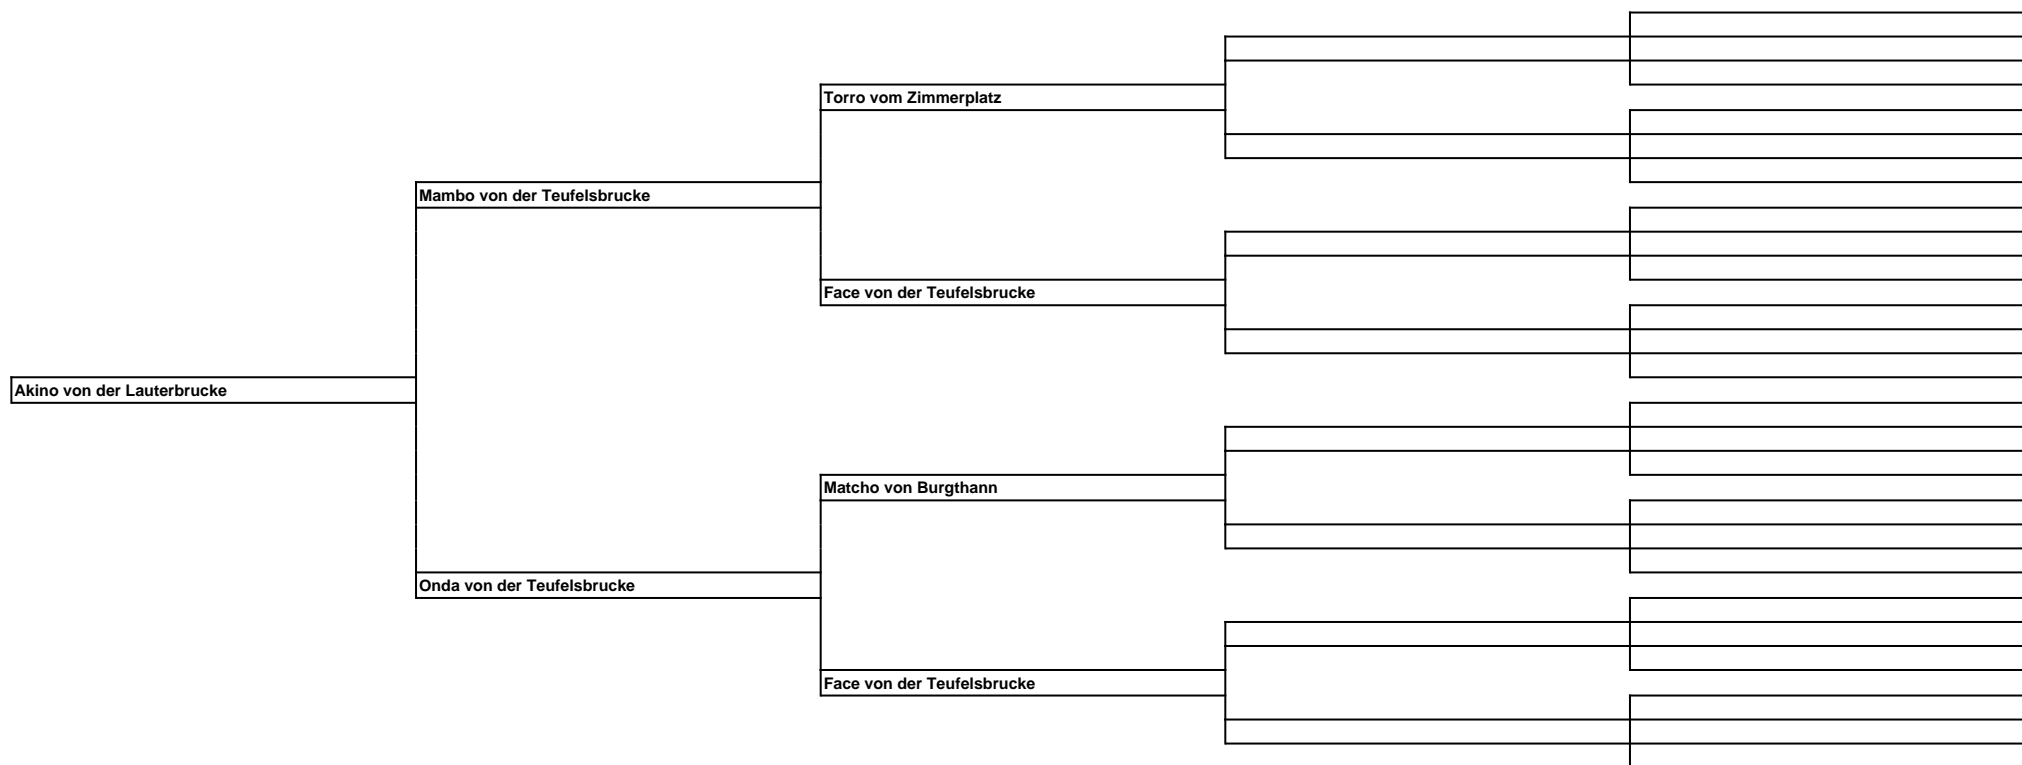 Torro vom Zimmerplatz
Mambo von der Teufelsbrucke
Face von der Teufelsbrucke
Akino von der Lauterbrucke
Matcho von Burgthann
Onda von der Teufelsbrucke
Face von der Teufelsbrucke